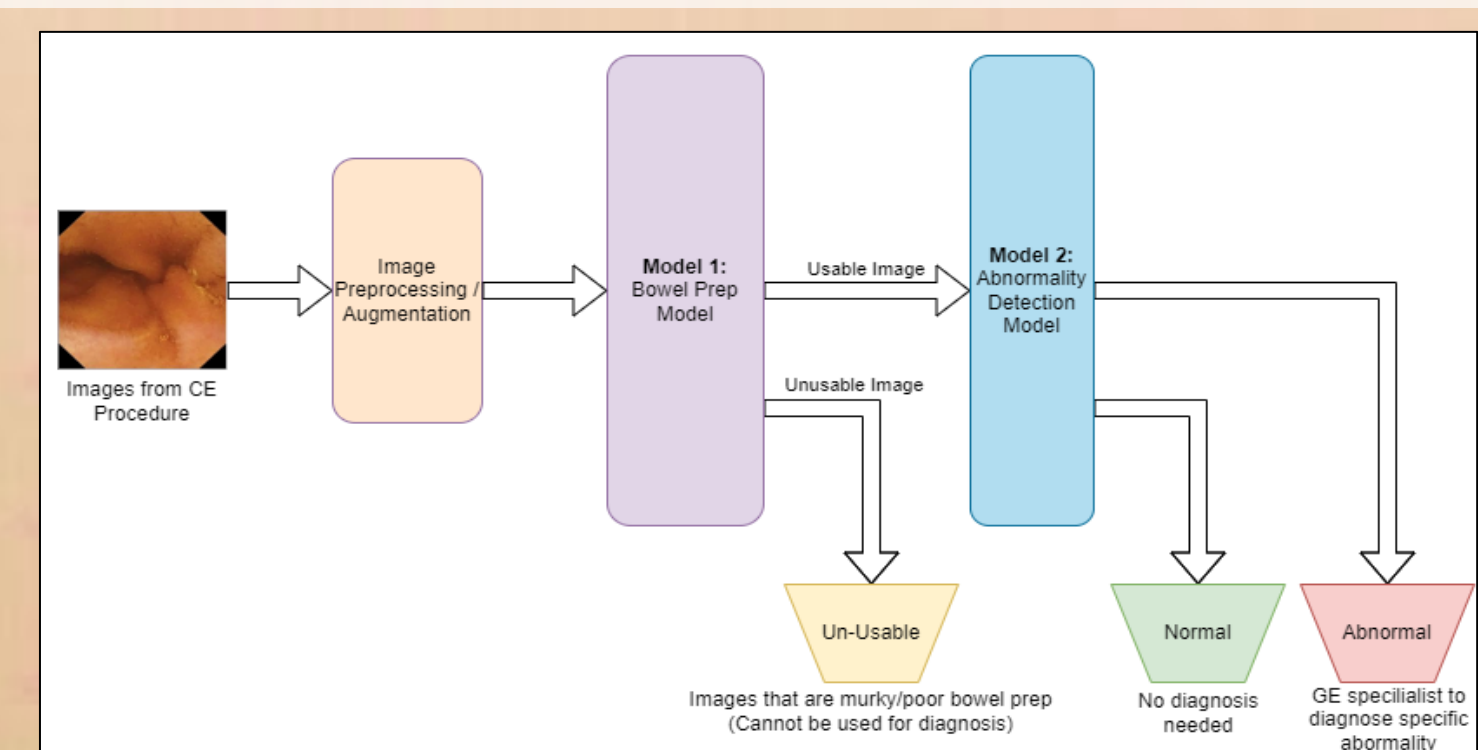 Images from CE
Procedure
Image
Preprocessing /
Augmentation
Model 1:
Bowel Prep
Model
Usable Image
Unusable Image
Model 2:
Abnormality
Detection
Model
Un-Usable
Images that are murky/poor bowel prep
(Cannot be used for diagnosis)
Normal
No diagnosis
needed
Abnormal
GE specilialist to
diagnose specific
abormality